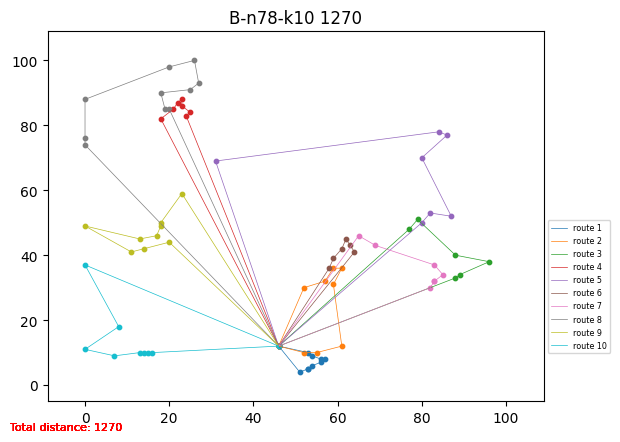 B-n78-k10 1270
100
80
60
40
20
0
0
20
40
60
80
100
route 1
route 2
route 3
route 4
route 5
route 6
route 7
route 8
route 9
route 10
Total distance: 1270